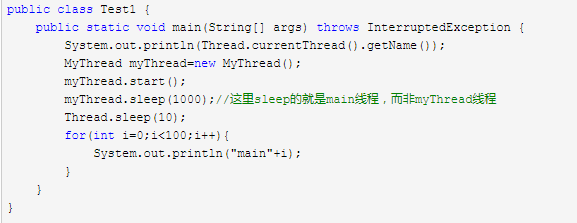 public class Test1 {
    public static void main(String[] args) throws InterruptedException {
        System.out.println(Thread.currentThread().getName());
        MyThread myThread=new MyThread();
        myThread.start();
        myThread.sleep(1000);//这里sleep的就是main线程，而非myThread线程
        Thread.sleep(10);
        for(int i=0;i<100;i++){
            System.out.println("main"+i);
        }
    }
}